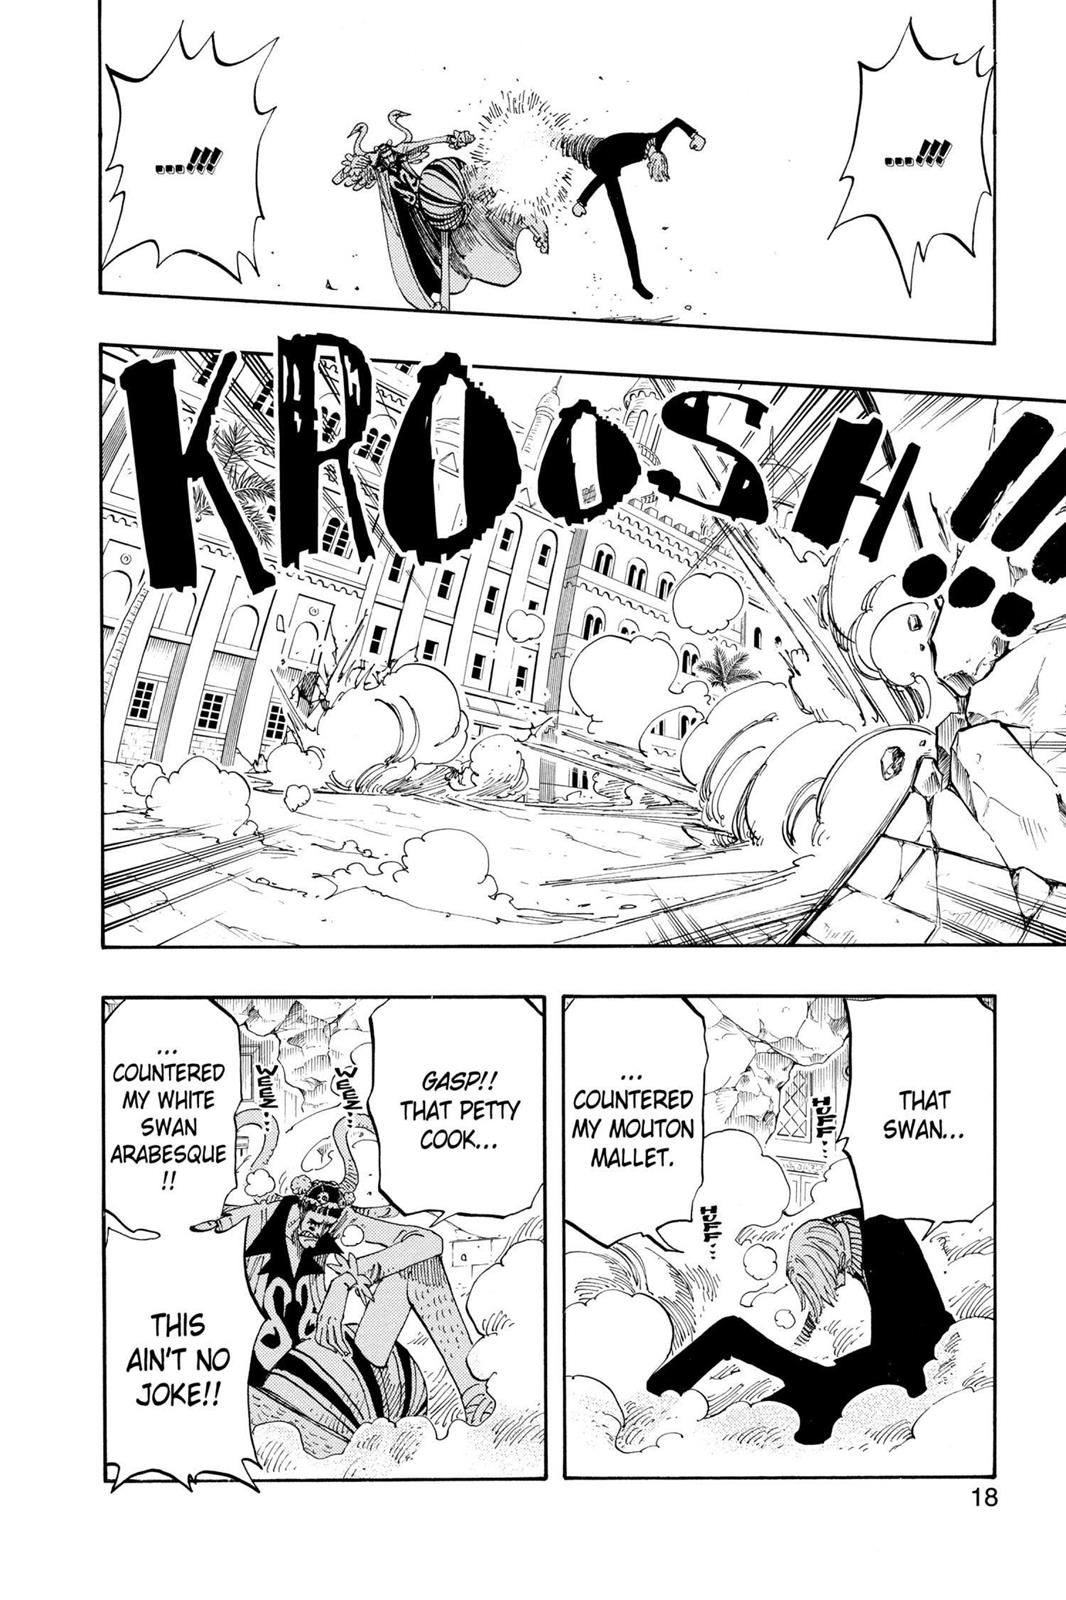 ....!!!
....!!!
KROOSH!!!
THAT
SWAN...
HUFF...
HUFF...
...
COUNTERED
MY MOUTON
MALLET.
GASP!!
THAT PETTY
COOK...
WEEZ...
WEEZ...
...
COUNTERED
MY WHITE
SWAN
ARABESQUE
!!
THIS
AIN'T NO
JOKE!!
18